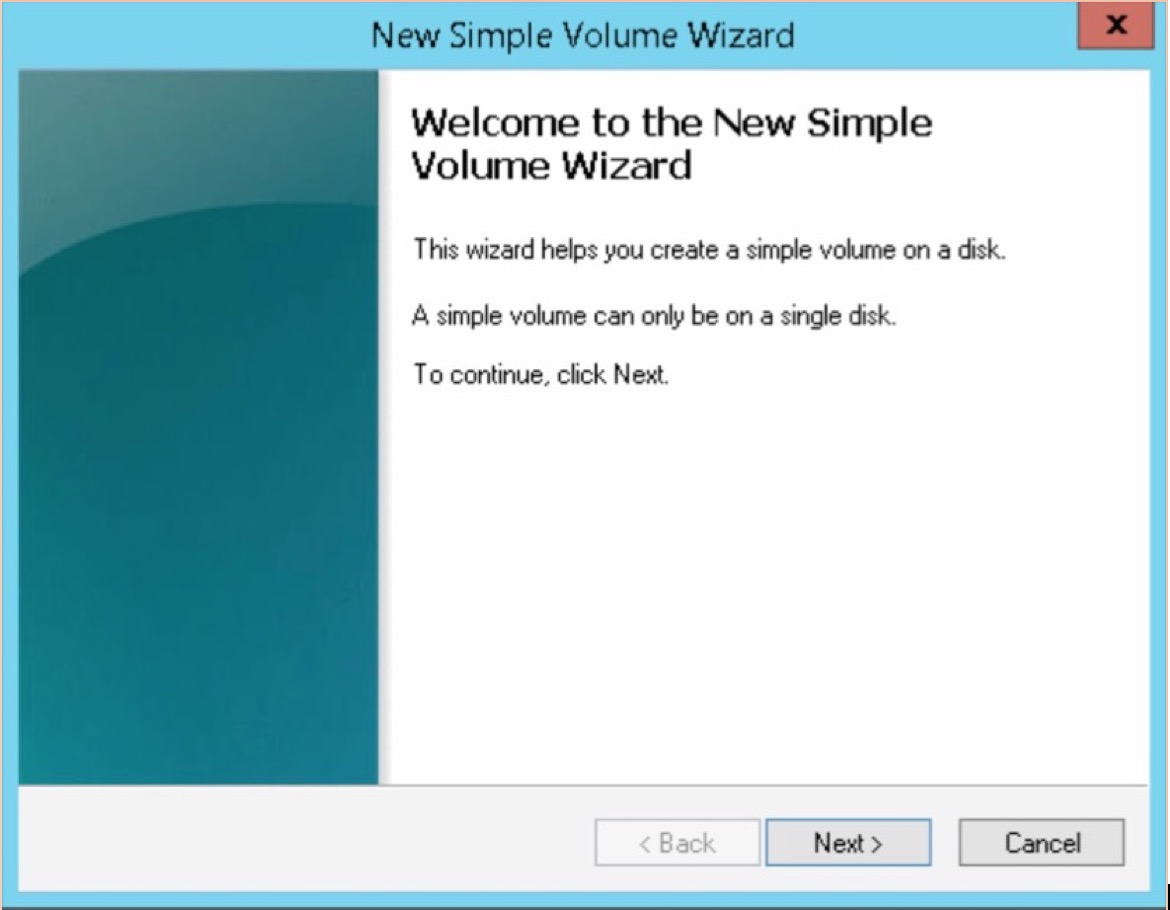 New Simple Volume Wizard
x
Welcome to the New Simple
Volume Wizard
This wizard helps you create a simple volume on a disk.
A simple volume can only be on a single disk.
To continue, click Next.
< Back
Next >
Cancel